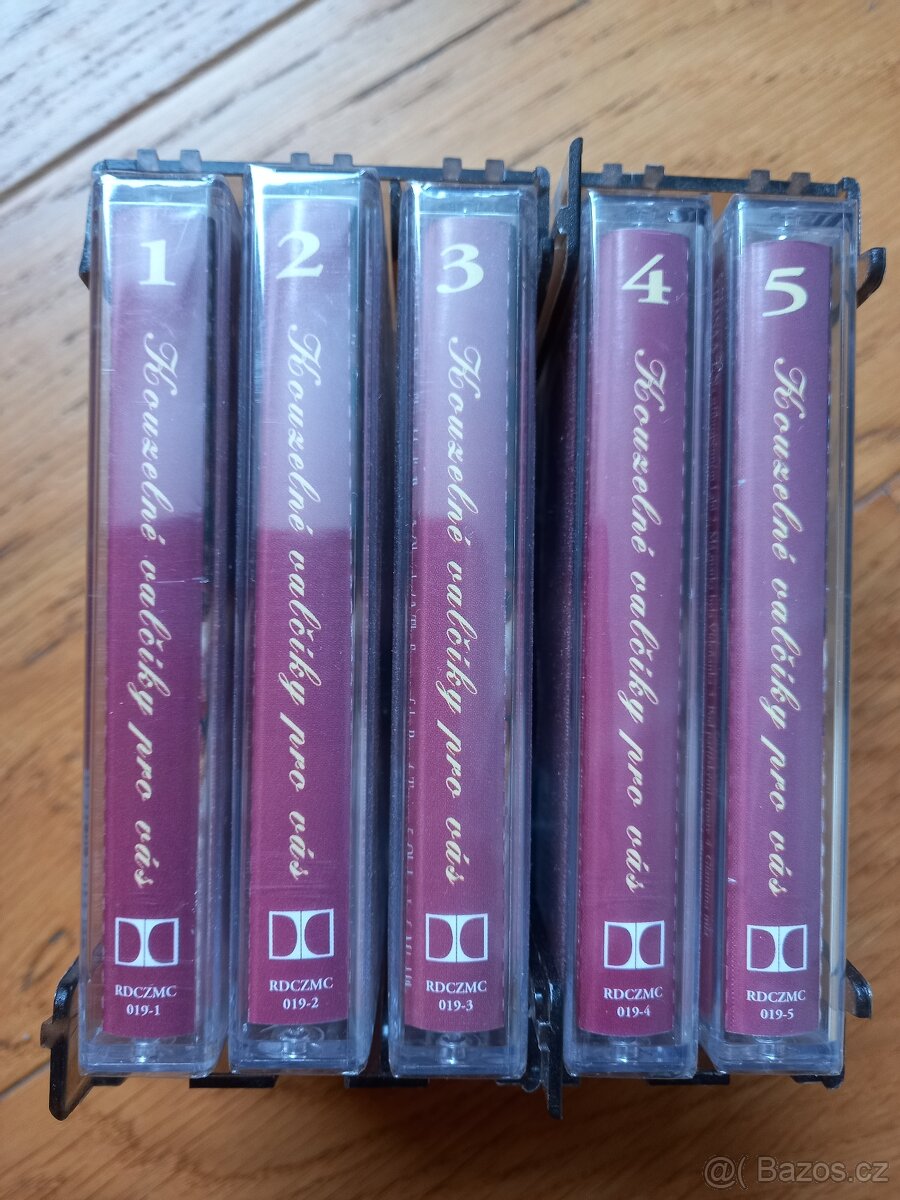 1
Kouzelné valčíky pro vás
RDCZMC
019-1
2
Kouzelné valčíky pro vás
RDCZMC
019-2
3
Kouzelné valčíky pro vás
RDCZMC
019-3
4
Kouzelné valčíky pro vás
RDCZMC
019-4
5
Kouzelné valčíky pro vás
RDCZMC
019-5
@( Bazos.cz